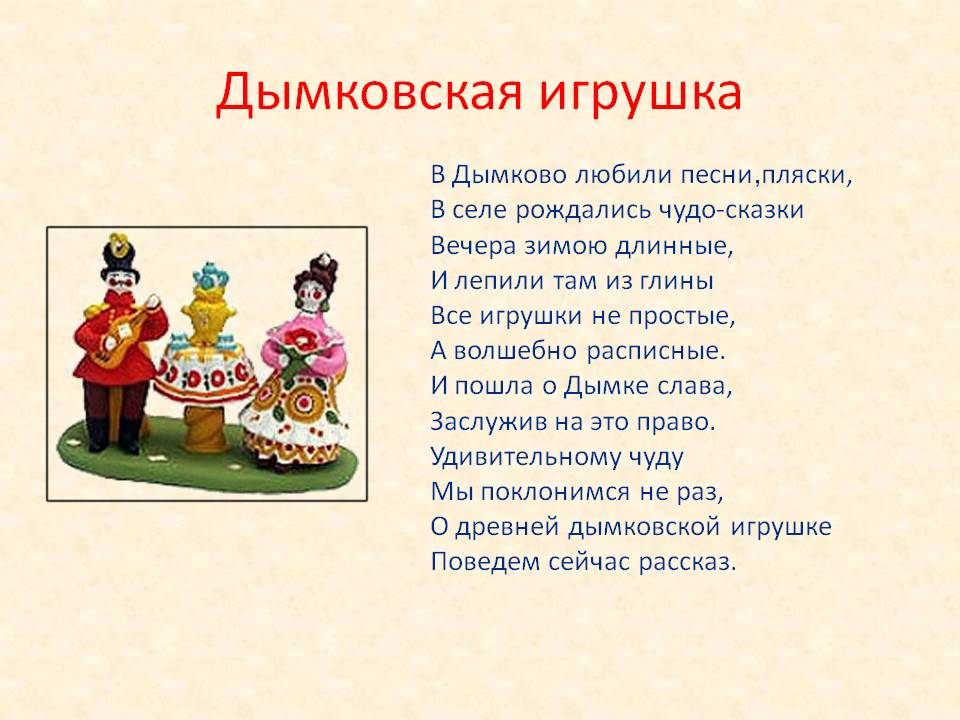 Дымковская игрушка
В Дымково любили песни,пляски,
В селе рождались чудо-сказки
Вечера зимою длинные,
И лепили там из глины
Все игрушки не простые,
А волшебно расписные.
И пошла о Дымке слава,
Заслужив на это право.
Удивительному чуду
Мы поклонимся не раз,
О древней дымковской игрушке
Поведем сейчас рассказ.